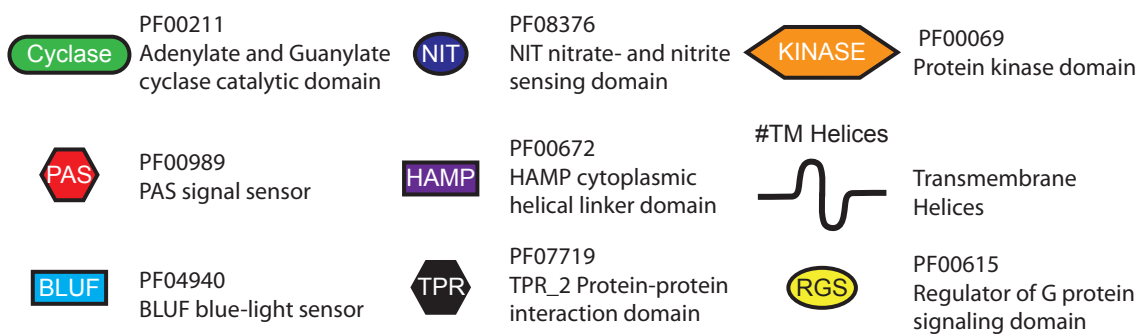 Cyclase
PF00211
Adenylate and Guanylate
cyclase catalytic domain
NIT
PF08376
NIT nitrate- and nitrite
sensing domain
KINASE
PF00069
Protein kinase domain
PAS
PF00989
PAS signal sensor
HAMP
PF00672
HAMP cytoplasmic
helical linker domain
#TM Helices
Transmembrane
Helices
BLUF
PF04940
BLUF blue-light sensor
TPR
PF07719
TPR_2 Protein-protein
interaction domain
RGS
PF00615
Regulator of G protein
signaling domain